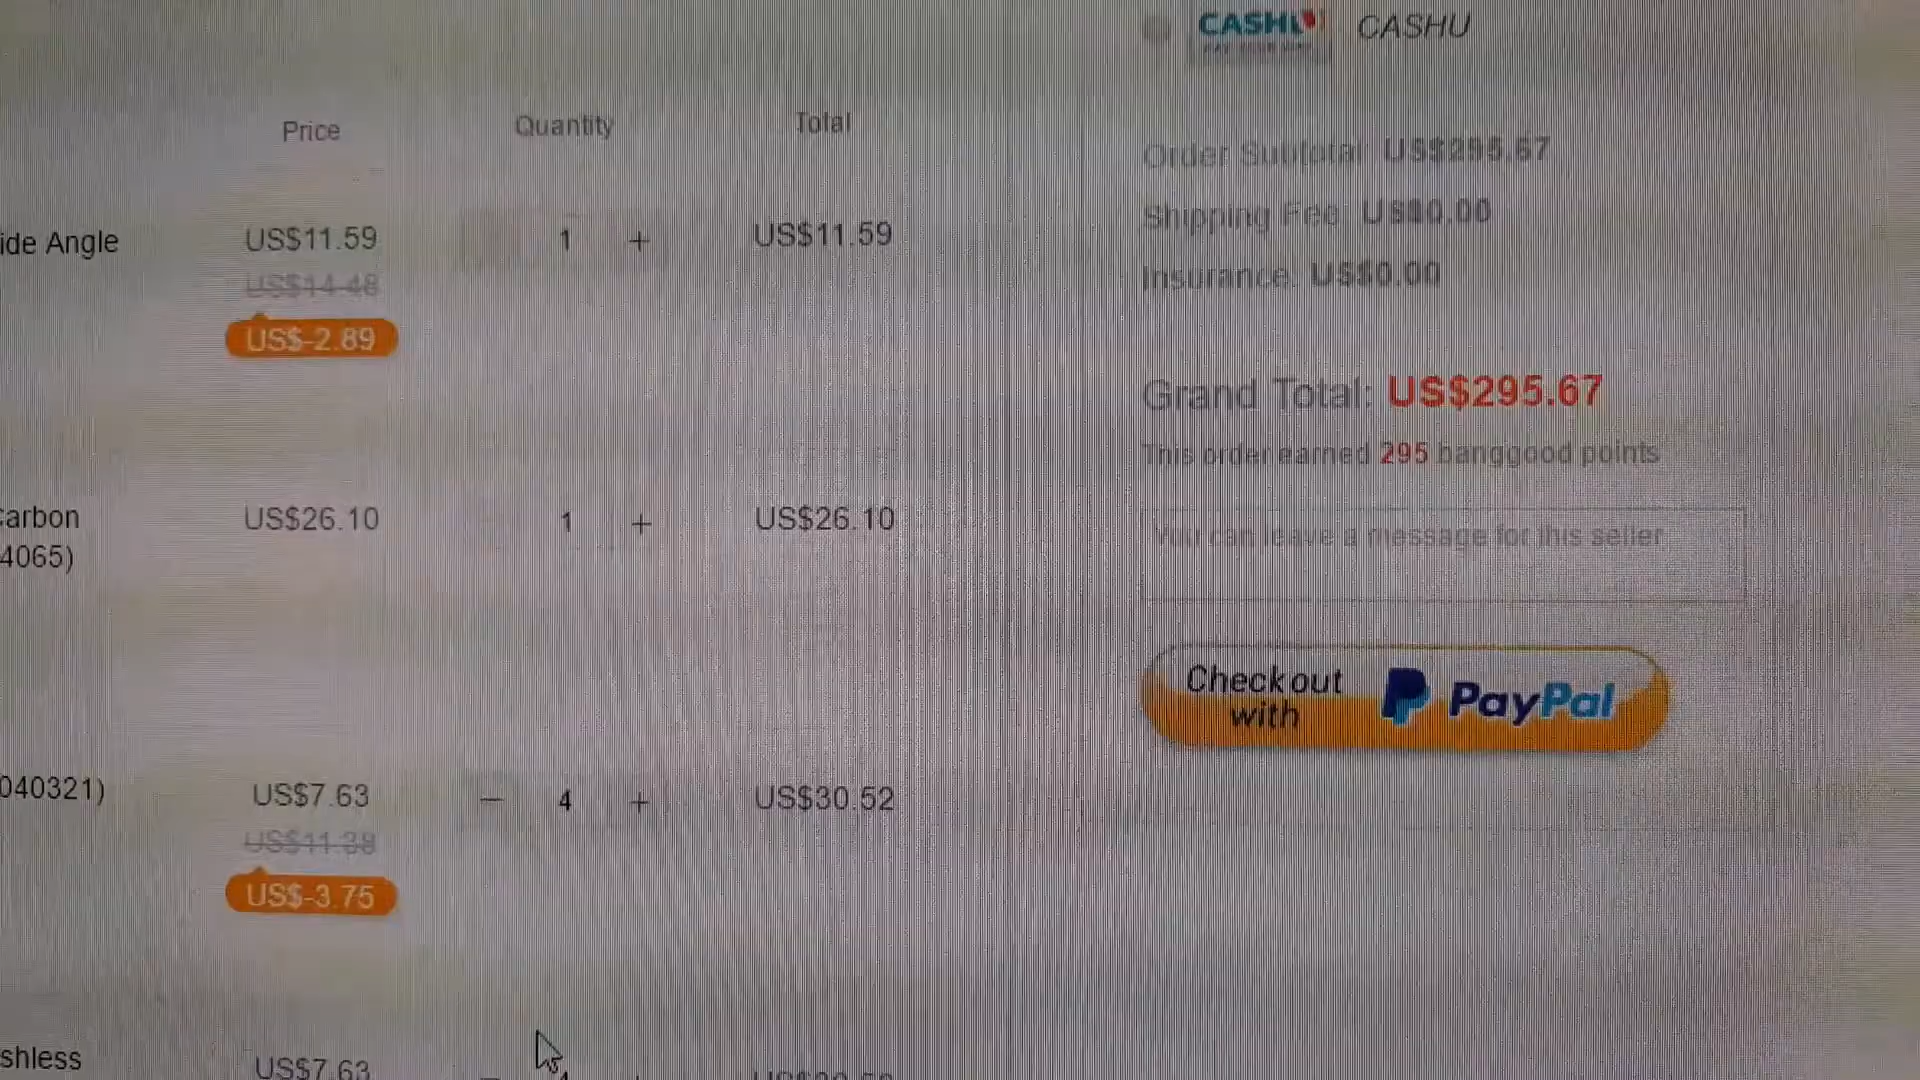 CASHU
CASHU
Price
Quantity
Total
Order Subtotal: US$295.67
Shipping Fee: US$0.00
Insurance: US$0.00
ide Angle
US$11.59
1 +
US$11.59
US$14.48
US$-2.89
Grand Total: US$295.67
This order earned 295 banggood points
You can leave a message for this seller
carbon
4065)
US$26.10
1 +
US$26.10
Checkout
with
PayPal
040321)
US$7.63
— 4 +
US$30.52
US$11.38
US$-3.75
shless
US$7.63